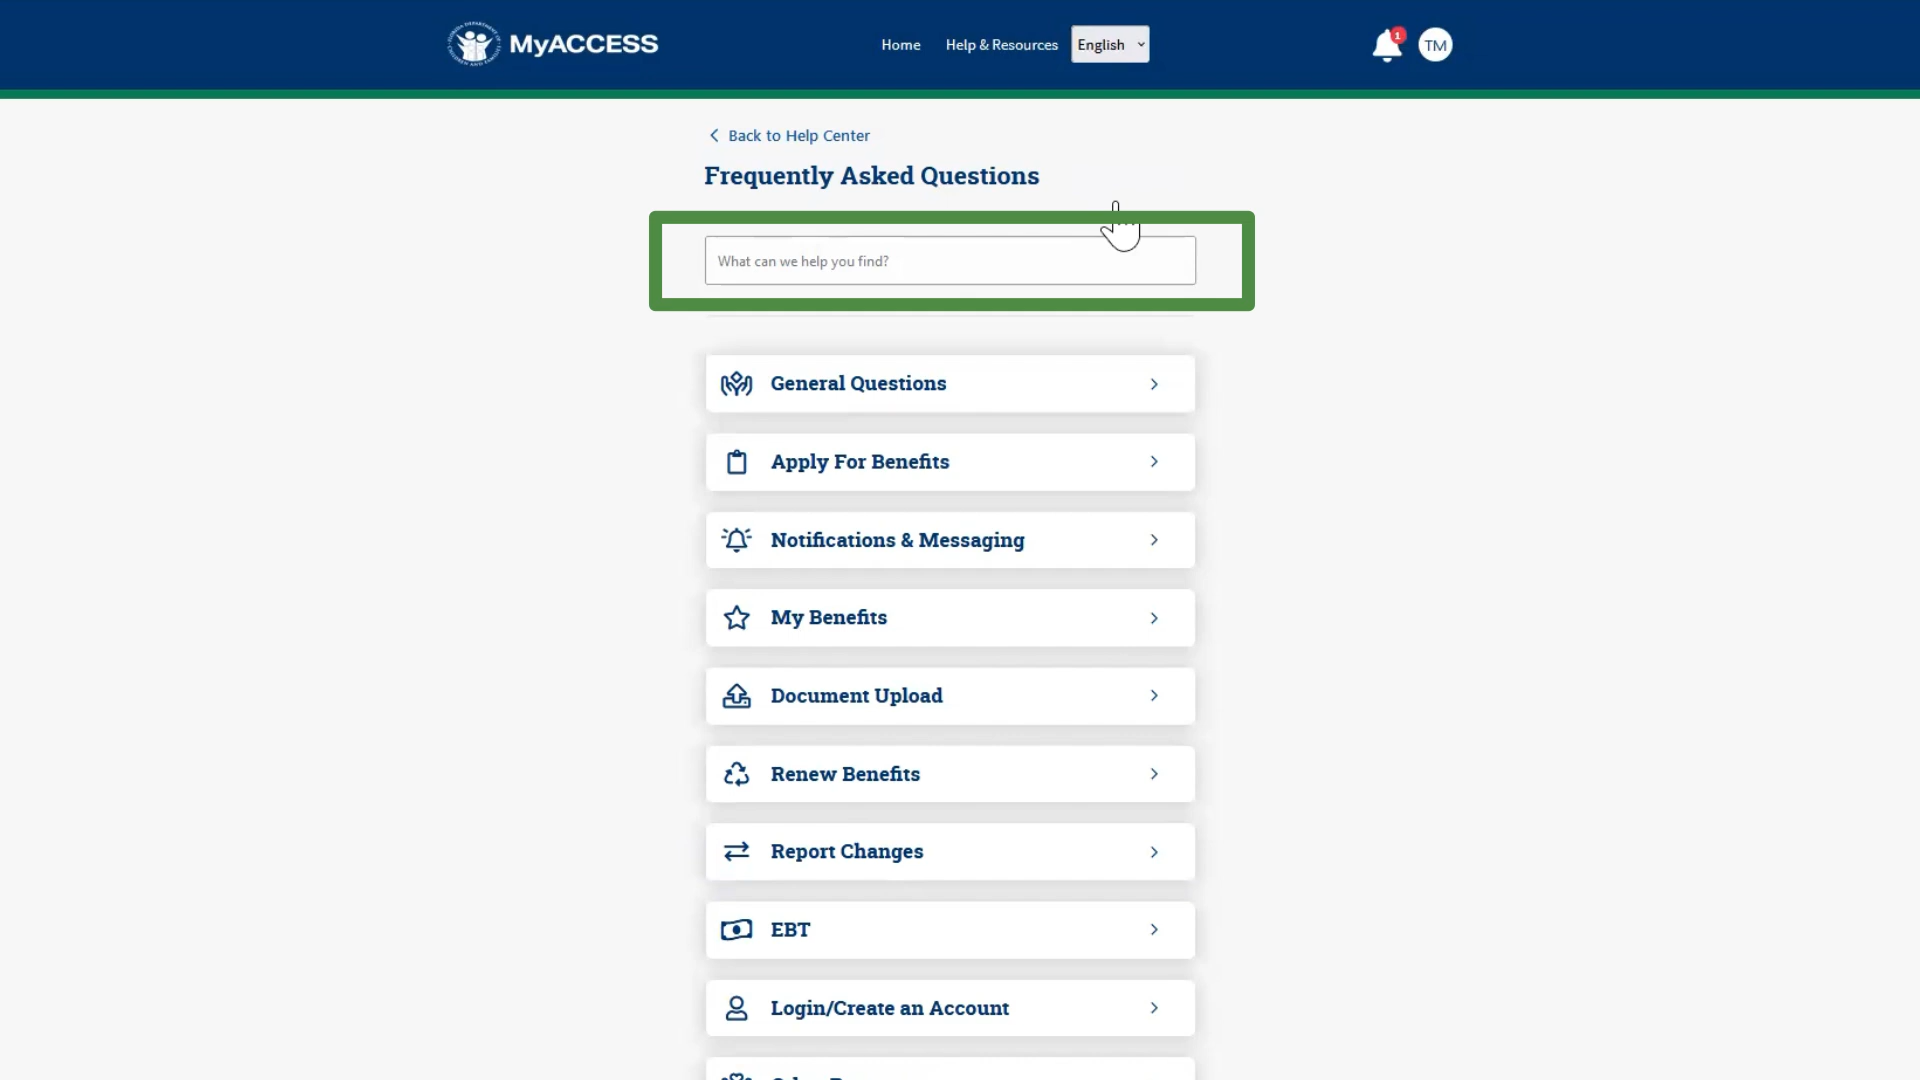 MyACCESS
Home
Help & Resources
English
1
TM
Back to Help Center
Frequently Asked Questions
What can we help you find?
General Questions
Apply For Benefits
Notifications & Messaging
My Benefits
Document Upload
Renew Benefits
Report Changes
EBT
Login/Create an Account